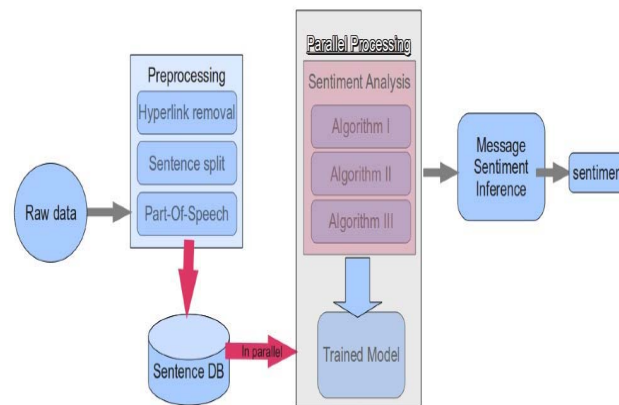 Raw data
Preprocessing
Hyperlink removal
Sentence split
Part-Of-Speech
Sentence DB
In parallel
Parallel Processing
Sentiment Analysis
Algorithm I
Algorithm II
Algorithm III
Trained Model
Message
Sentiment
Inference
sentimen